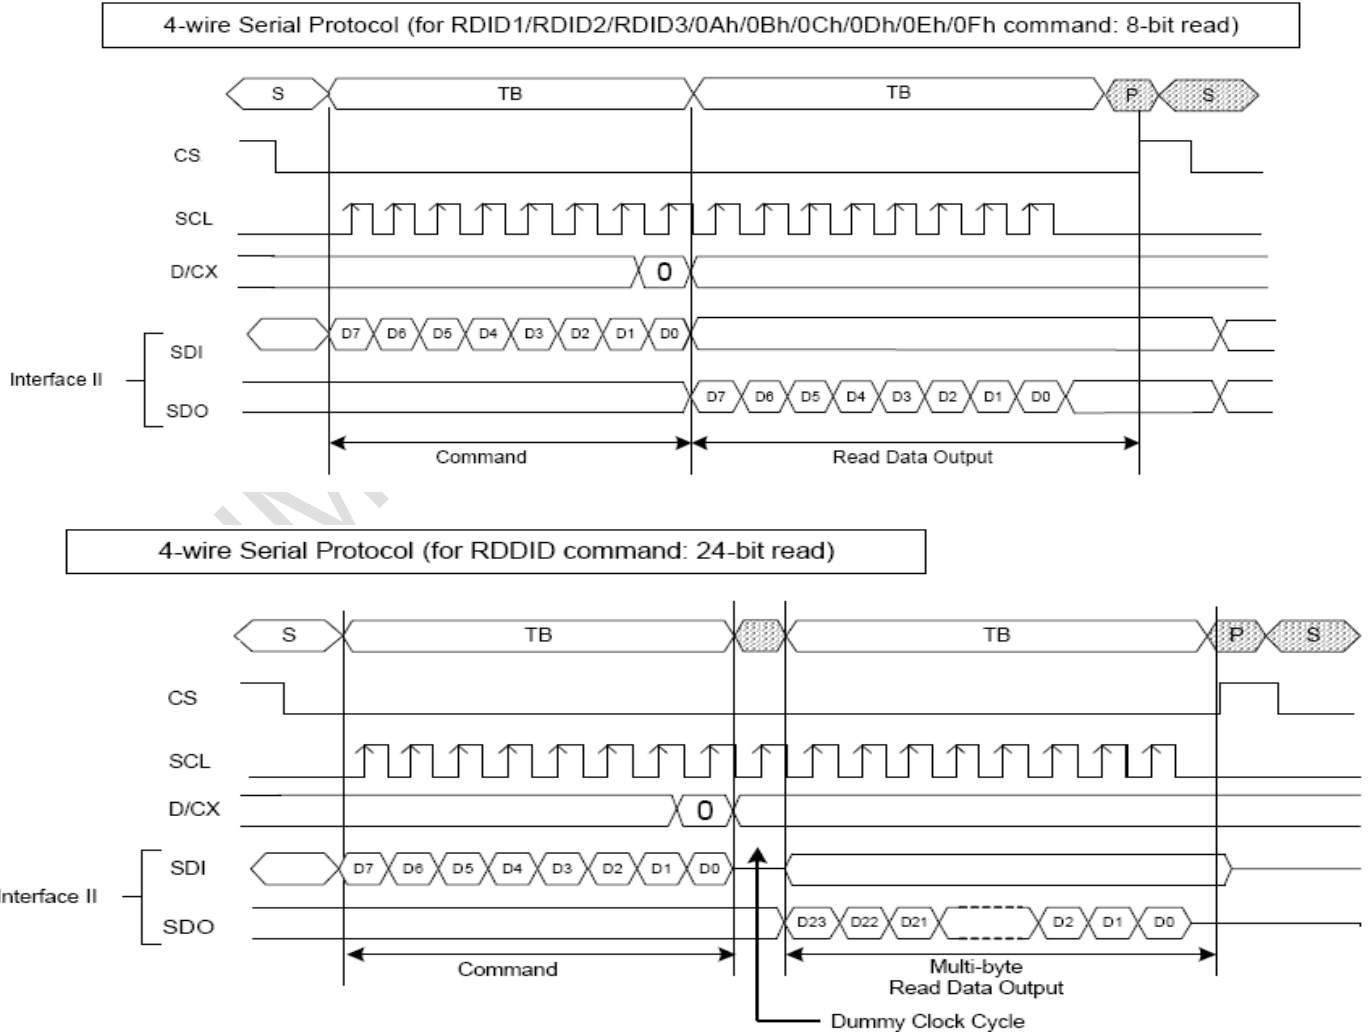 4-wire Serial Protocol (for RDID1/RDID2/RDID3/0Ah/0Bh/0Ch/0Dh/0Eh/0Fh command: 8-bit read)
S TB TB P S
CS
SCL
D/CX 0
SDI D7 D6 D5 D4 D3 D2 D1 D0
Interface II
SDO D7 D6 D5 D4 D3 D2 D1 D0
Command Read Data Output
4-wire Serial Protocol (for RDDID command: 24-bit read)
S TB TB P S
CS
SCL
D/CX 0
SDI D7 D6 D5 D4 D3 D2 D1 D0
Interface II
SDO D23 D22 D21 D2 D1 D0
Command Multi-byte
Read Data Output
Dummy Clock Cycle